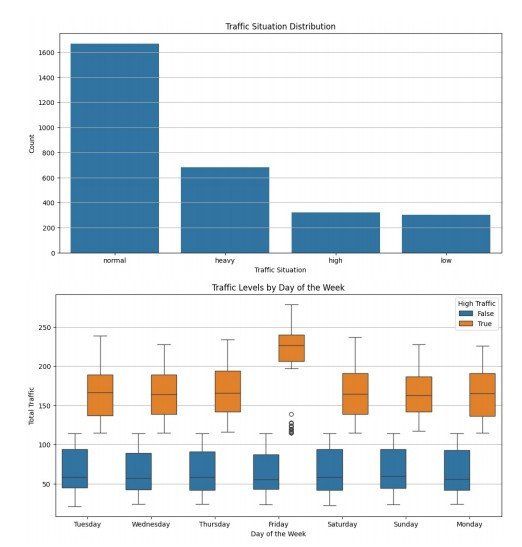 Traffic Situation Distribution
1600
1400
1200
1000
800
600
400
200
0
Count
normal heavy high low
Traffic Situation
Traffic Levels by Day of the Week
High Traffic
False
True
250
200
150
100
50
Total Traffic
Tuesday Wednesday Thursday Friday Saturday Sunday Monday
Day of the Week